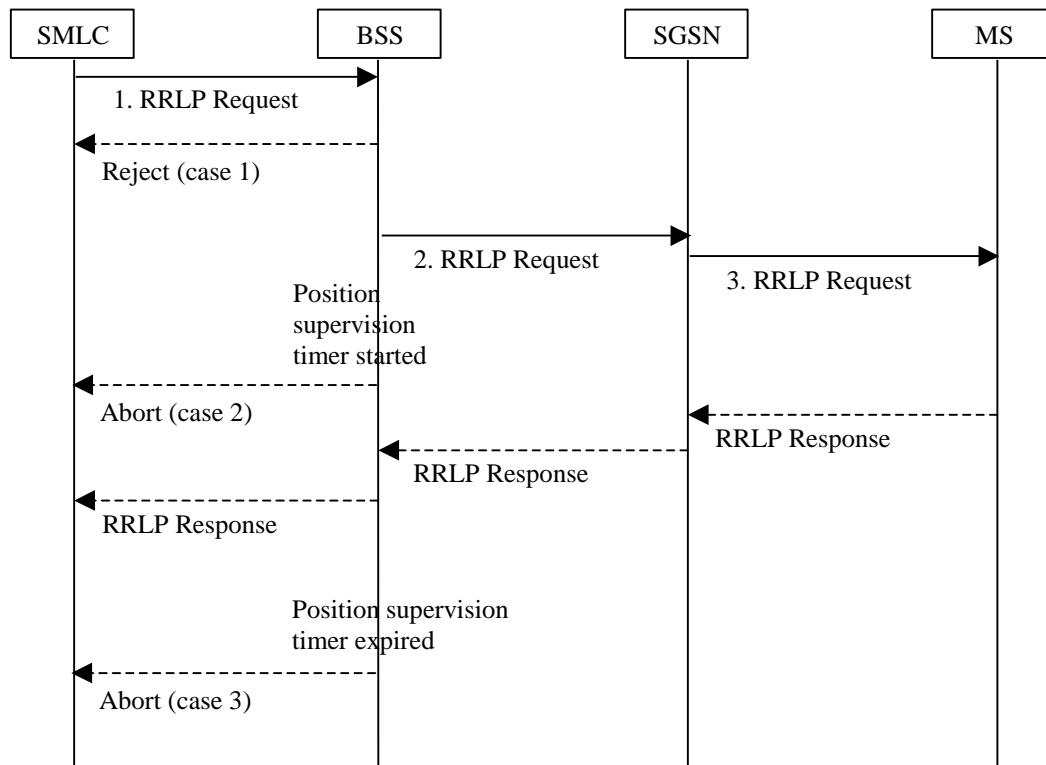 SMLC
BSS
SGSN
MS
1. RRLP Request
Reject (case 1)
2. RRLP Request
3. RRLP Request
Position
supervision
timer started
Abort (case 2)
RRLP Response
RRLP Response
RRLP Response
Position supervision
timer expired
Abort (case 3)